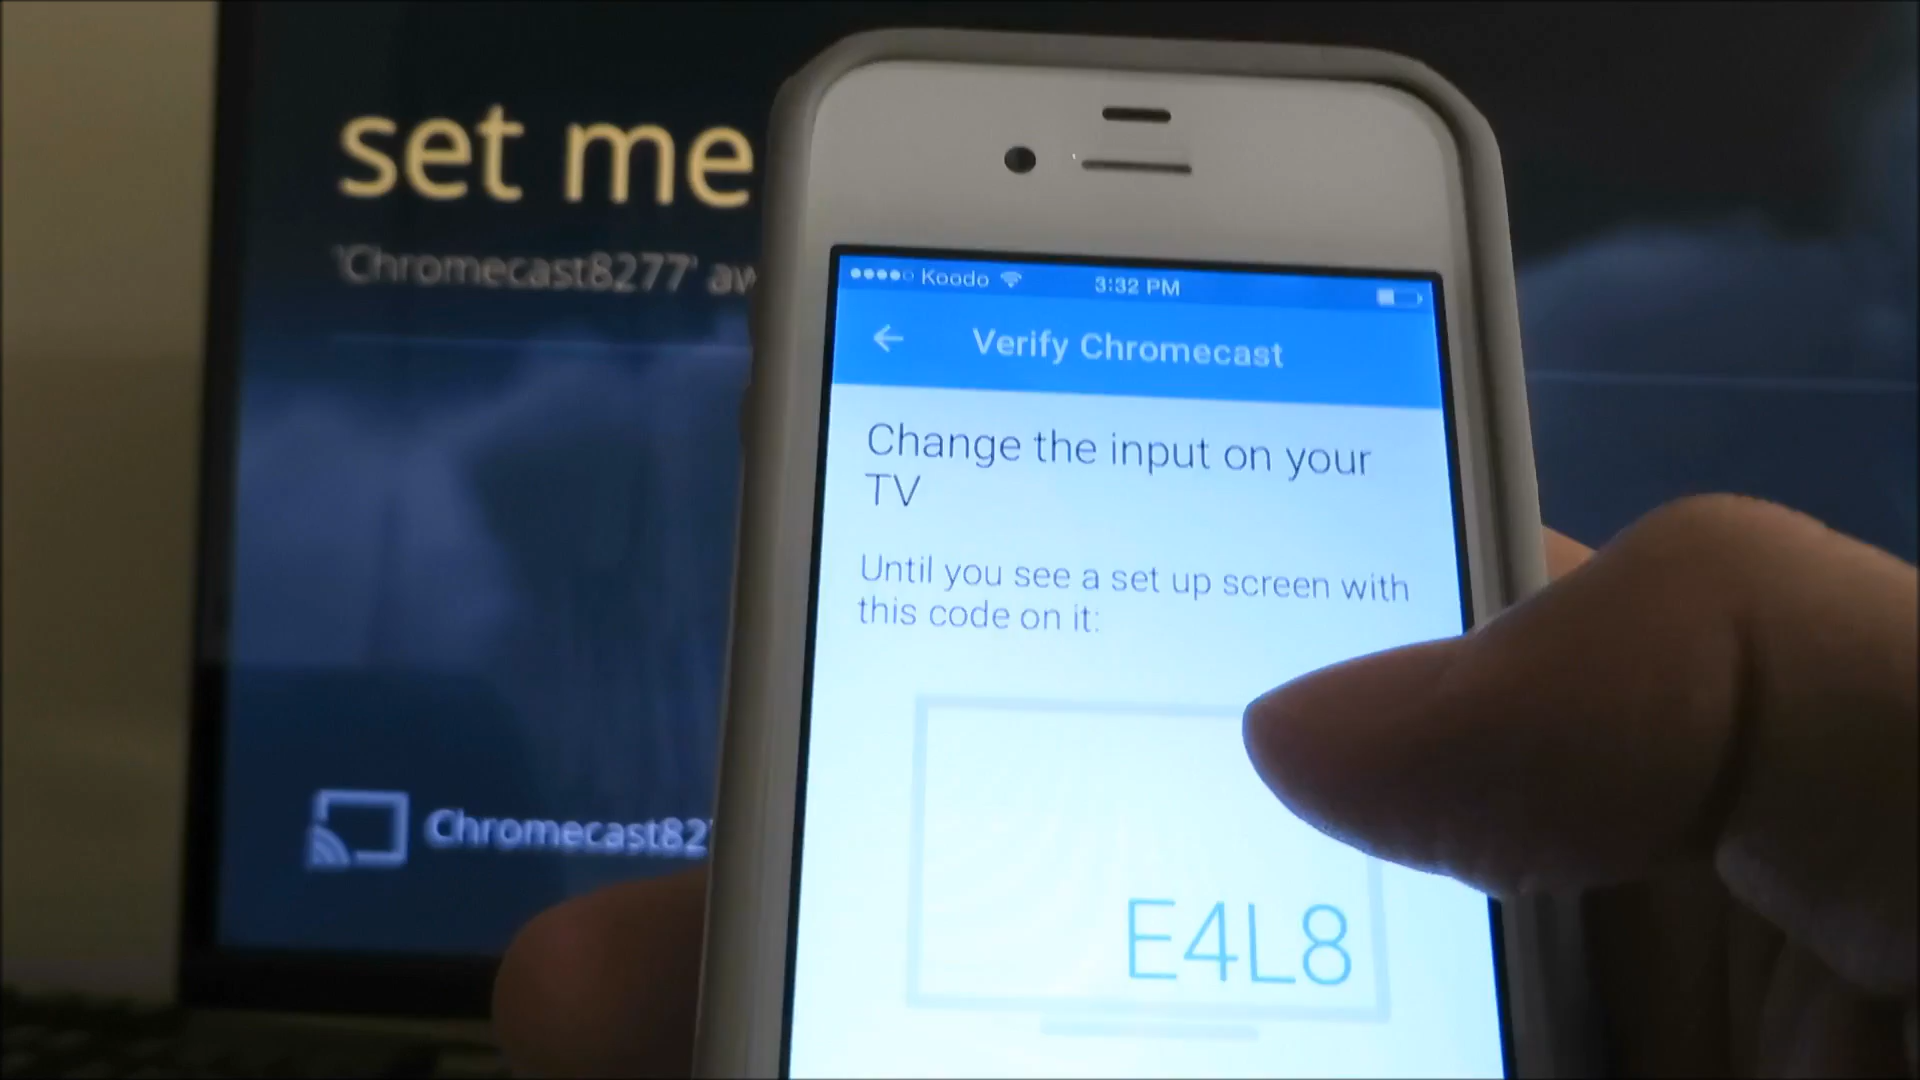 set me
'Chromecast8277'
Chromecast82
Koodo
3:32 PM
Verify Chromecast
Change the input on your
TV
Until you see a set up screen with
this code on it:
E4L8